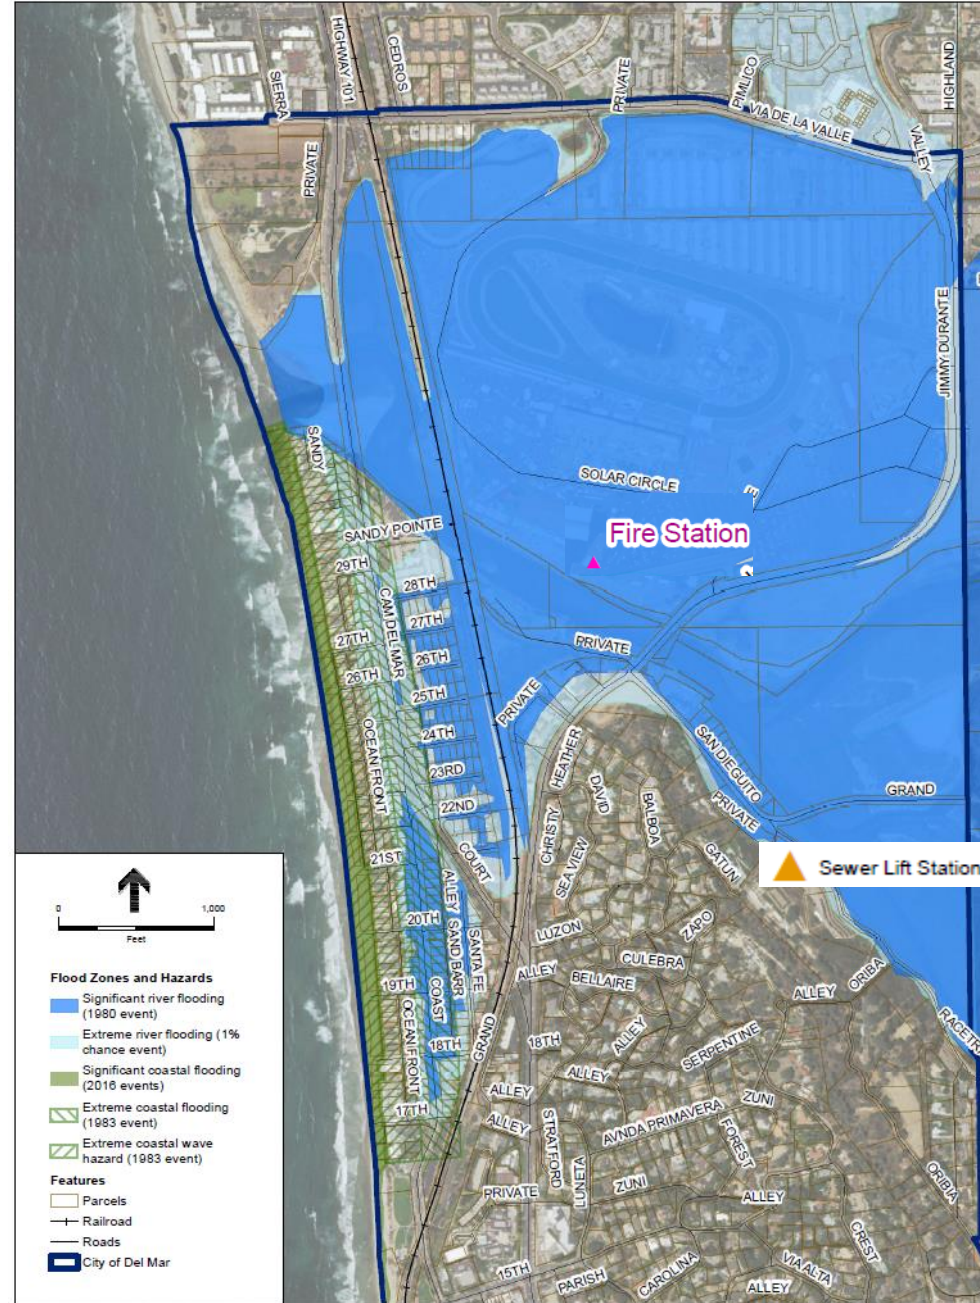 HIGHWAY 101
CEDROS
SIERRA
PRIVATE
PIMLICO
HIGHLAND
VIA DE LA VALLE
VALLEY
PRIVATE
JIMMY DURANTE
SANDY
SOLAR CIRCLE
Fire Station
SANDY POINTE
29TH
28TH
CAM DEL MAR
27TH
27TH
PRIVATE
26TH
26TH
25TH
PRIVATE
OCEAN FRONT
24TH
SAN DIEGUITO
23RD
HEATHER
DAVID
GRAND
22ND
BALBOA
PRIVATE
CHRISTY
SEA VIEW
21ST
COURT
GATUN
Sewer Lift Station
ALLEY
20TH
SAND BARR
SANTA FE
LUZON
ZAPO
CULEBRA
ALLEY
BELLAIRE
ORIBA
19TH
COAST
ALLEY
OCEAN FRONT
GRAND
18TH
18TH
ALLEY
SERPENTINE
RACETR
ALLEY
ALLEY
ZUNI
17TH
ALLEY
STRATFORD
AVNDA PRIMAVERA
FOREST
LUNETA
ZUNI
ORIBIA
PRIVATE
ALLEY
CREST
15TH
PARISH
CAROLINA
VIA ALTA
ALLEY
0 1,000
Feet
Flood Zones and Hazards
Significant river flooding
(1980 event)
Extreme river flooding (1%
chance event)
Significant coastal flooding
(2016 events)
Extreme coastal flooding
(1983 event)
Extreme coastal wave
hazard (1983 event)
Features
Parcels
Railroad
Roads
City of Del Mar